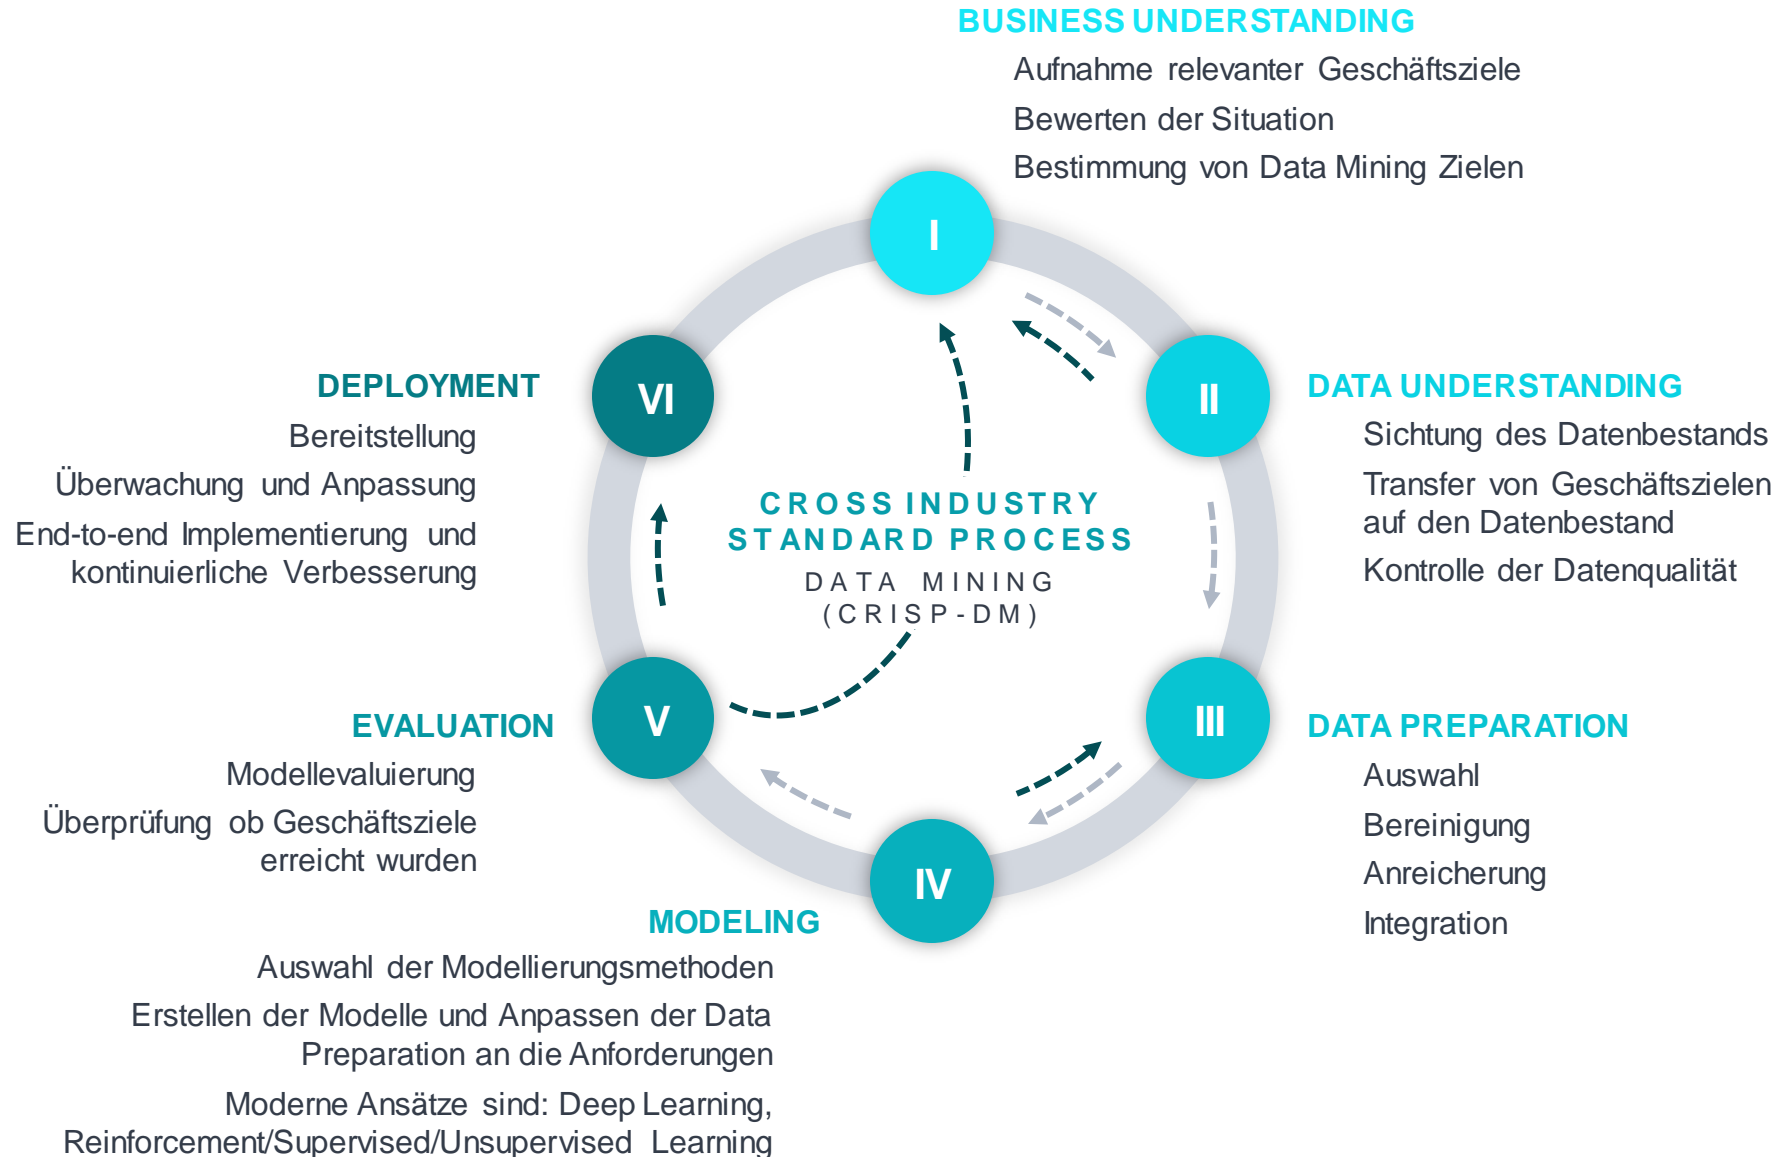 BUSINESS UNDERSTANDING
Aufnahme relevanter Geschäftsziele
Bewerten der Situation
Bestimmung von Data Mining Zielen
I
II
DATA UNDERSTANDING
Sichtung des Datenbestands
Transfer von Geschäftszielen
auf den Datenbestand
Kontrolle der Datenqualität
III
DATA PREPARATION
Auswahl
Bereinigung
Anreicherung
Integration
IV
MODELING
Auswahl der Modellierungsmethoden
Erstellen der Modelle und Anpassen der Data
Preparation an die Anforderungen
Moderne Ansätze sind: Deep Learning,
Reinforcement/Supervised/Unsupervised Learning
V
EVALUATION
Modellevaluierung
Überprüfung ob Geschäftsziele
erreicht wurden
VI
DEPLOYMENT
Bereitstellung
Überwachung und Anpassung
End-to-end Implementierung und
kontinuierliche Verbesserung
CROSS INDUSTRY
STANDARD PROCESS
DATA MINING
(CRISP-DM)